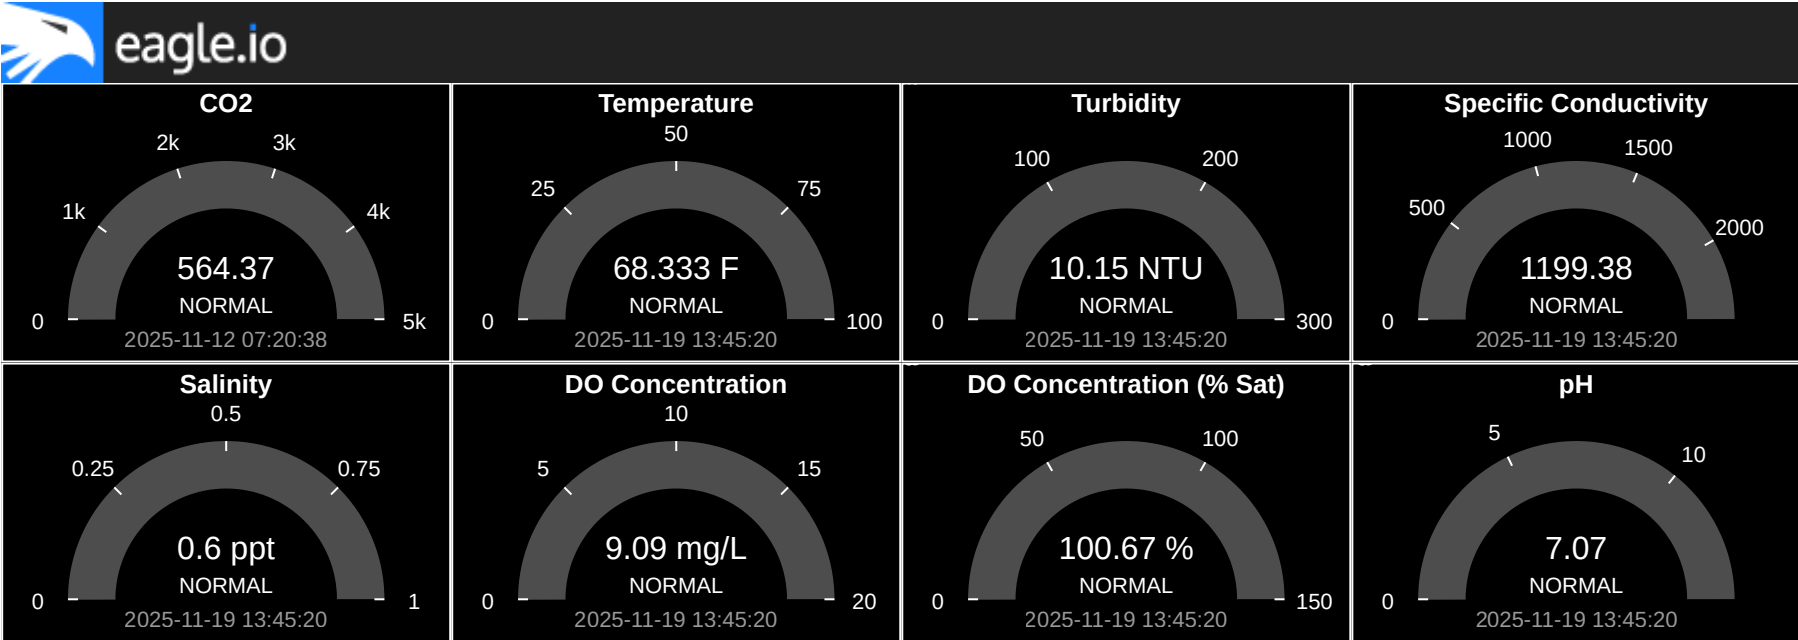 eagle.io
CO2
2k
3k
1k
4k
564.37
NORMAL
0
5k
2025-11-12 07:20:38
Temperature
50
25
75
68.333 F
NORMAL
0
100
2025-11-19 13:45:20
Turbidity
100
200
10.15 NTU
NORMAL
0
300
2025-11-19 13:45:20
Specific Conductivity
1000
1500
500
2000
1199.38
NORMAL
0
2025-11-19 13:45:20
Salinity
0.5
0.25
0.75
0.6 ppt
NORMAL
0
1
2025-11-19 13:45:20
DO Concentration
10
5
15
9.09 mg/L
NORMAL
0
20
2025-11-19 13:45:20
DO Concentration (% Sat)
50
100
100.67 %
NORMAL
0
150
2025-11-19 13:45:20
pH
5
10
7.07
NORMAL
0
2025-11-19 13:45:20